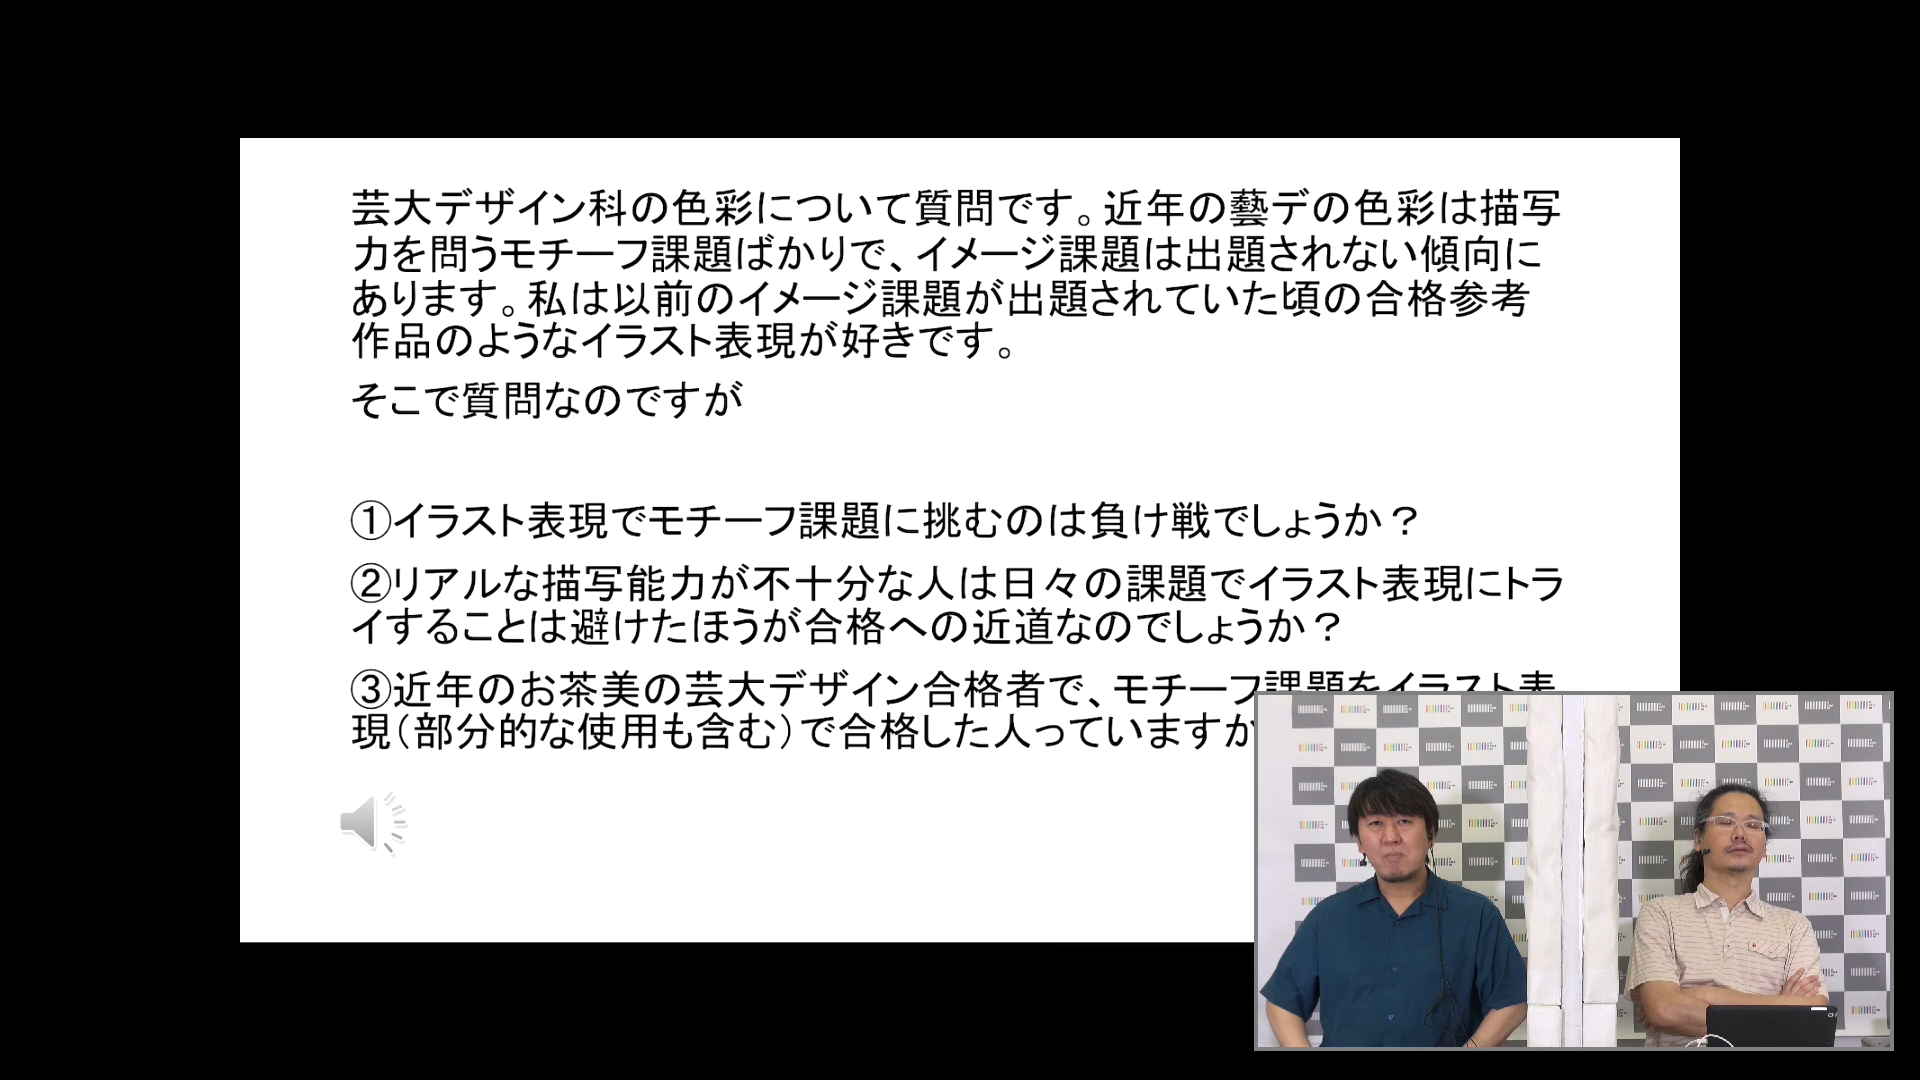 芸大デザイン科の色彩について質問です。近年の藝デの色彩は描写
力を問うモチーフ課題ばかりで、イメージ課題は出題されない傾向に
あります。私は以前のイメージ課題が出題されていた頃の合格参考
作品のようなイラスト表現が好きです。
そこで質問なのですが
①イラスト表現でモチーフ課題に挑むのは負け戦でしょうか？
②リアルな描写能力が不十分な人は日々の課題でイラスト表現にトラ
イすることは避けたほうが合格への近道なのでしょうか？
③近年のお茶美の芸大デザイン合格者で、モチーフ課題をイラスト表
現（部分的な使用も含む）で合格した人っていますか